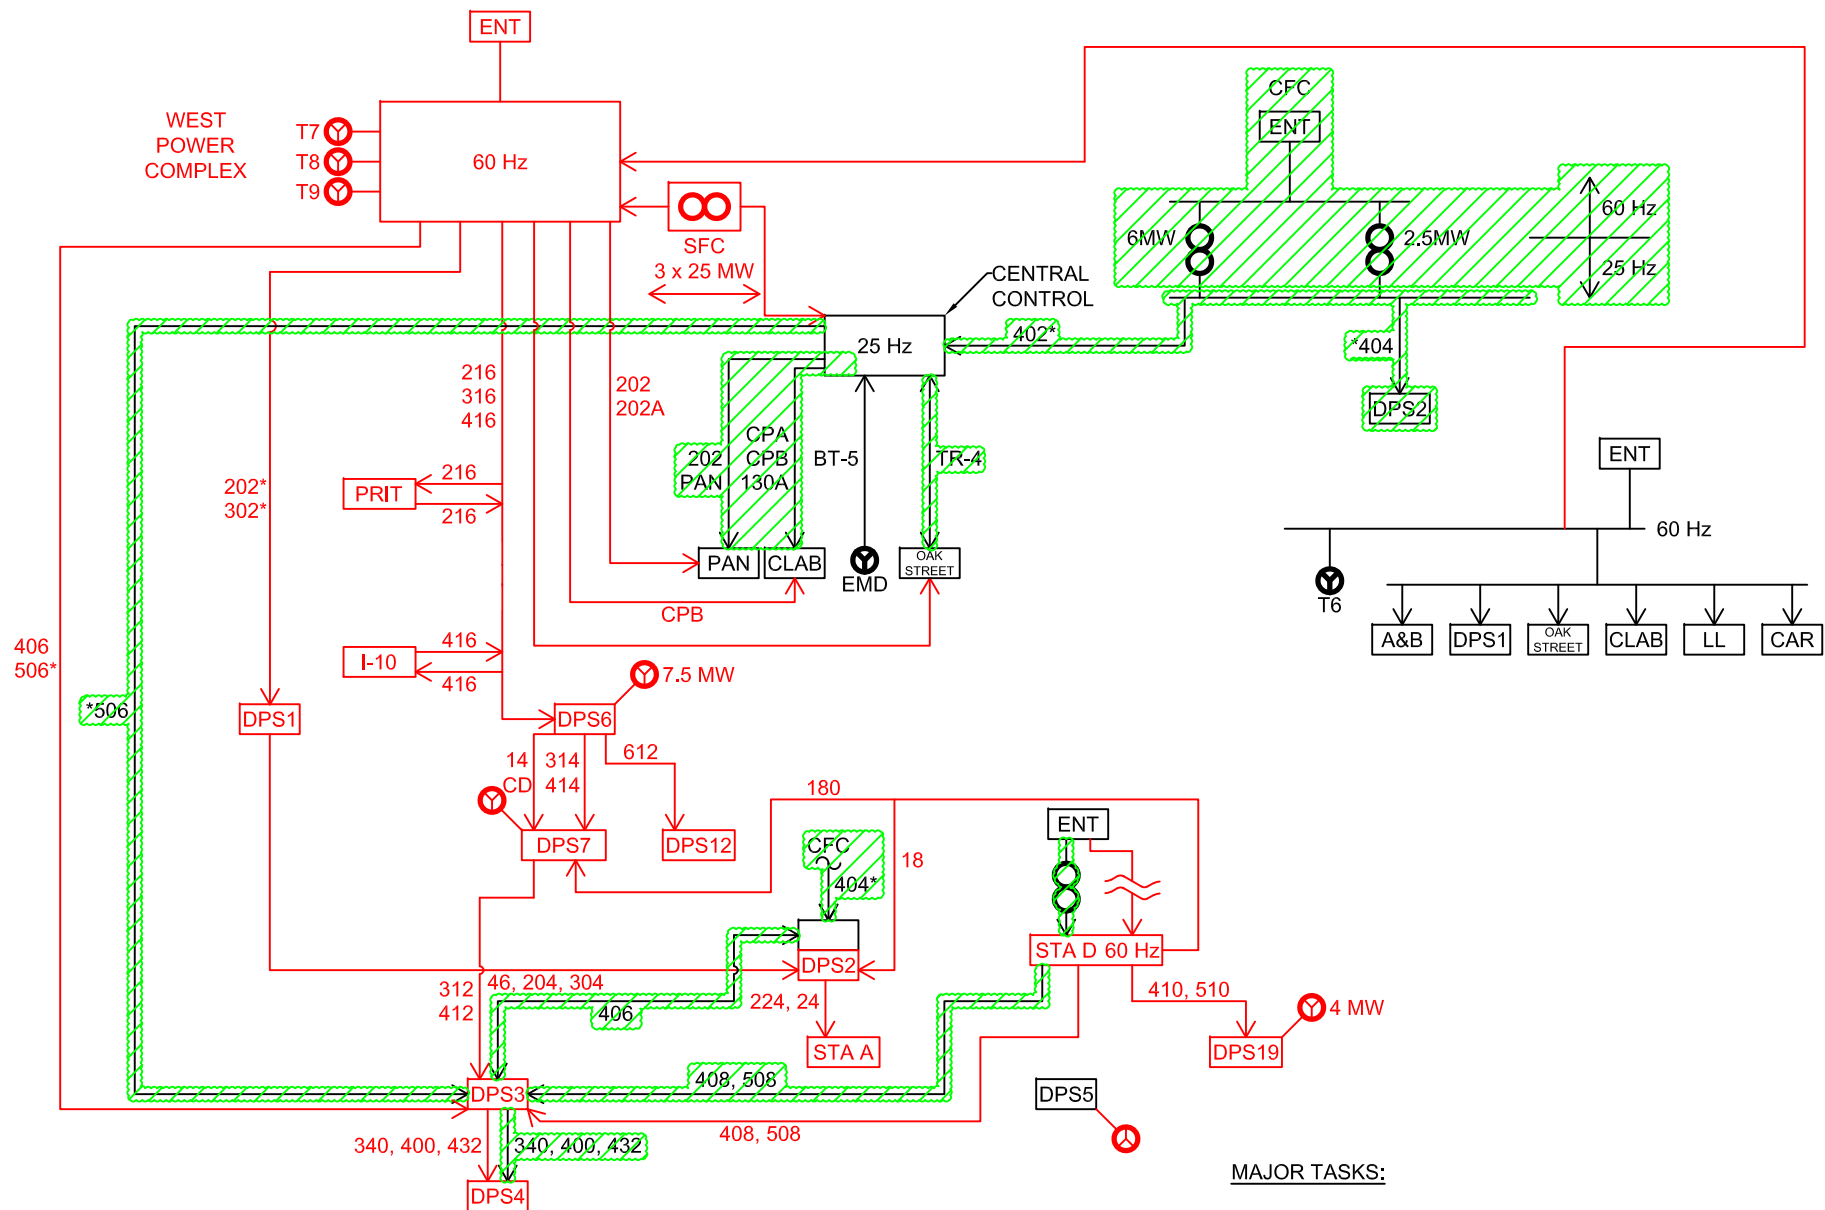 ENT
WEST
POWER
COMPLEX
T7
T8
T9
60 Hz
SFC
3 x 25 MW
CENTRAL
CONTROL
25 Hz
402*
CFC
ENT
6MW
2.5MW
60 Hz
25 Hz
*404
DPS2
216
316
416
202
202A
202
PAN
CPA
CPB
130A
BT-5
TR-4
PRIT
216
216
202*
302*
PAN
CLAB
EMD
OAK
STREET
CPB
ENT
60 Hz
T6
A&B
DPS1
OAK
STREET
CLAB
LL
CAR
406
506*
*506
I-10
416
416
DPS1
DPS6
7.5 MW
14
CD
314
414
612
DPS7
DPS12
180
18
CFC
404*
ENT
STA D 60 Hz
DPS2
46, 204, 304
406
312
412
224, 24
STA A
410, 510
4 MW
DPS19
408, 508
DPS3
DPS5
408, 508
340, 400, 432
340, 400, 432
DPS4
MAJOR TASKS: